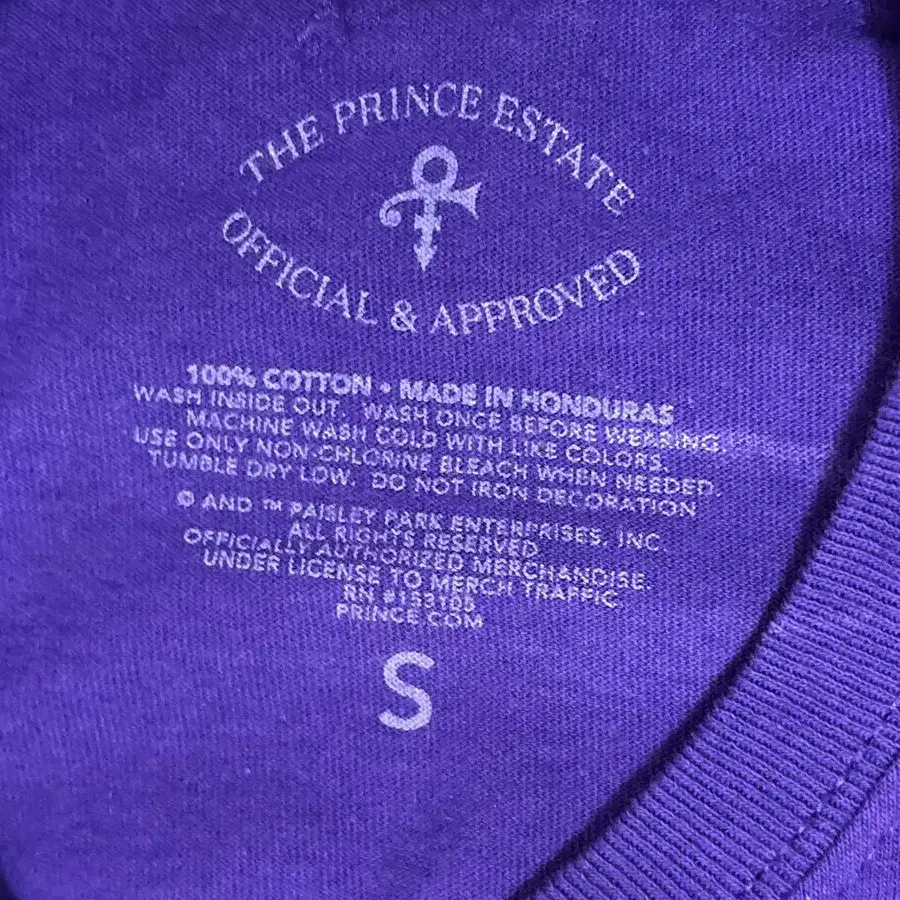 THE PRINCE ESTATE
OFFICIAL & APPROVED
100% COTTON • MADE IN HONDURAS
WASH INSIDE OUT. WASH ONCE BEFORE WEARING.
MACHINE WASH COLD WITH LIKE COLORS.
USE ONLY NON-CHLORINE BLEACH WHEN NEEDED.
TUMBLE DRY LOW. DO NOT IRON DECORATION
© AND ™ PAISLEY PARK ENTERPRISES, INC.
ALL RIGHTS RESERVED
OFFICIALLY AUTHORIZED MERCHANDISE.
UNDER LICENSE TO MERCH TRAFFIC
RN #153105
PRINCE.COM
S